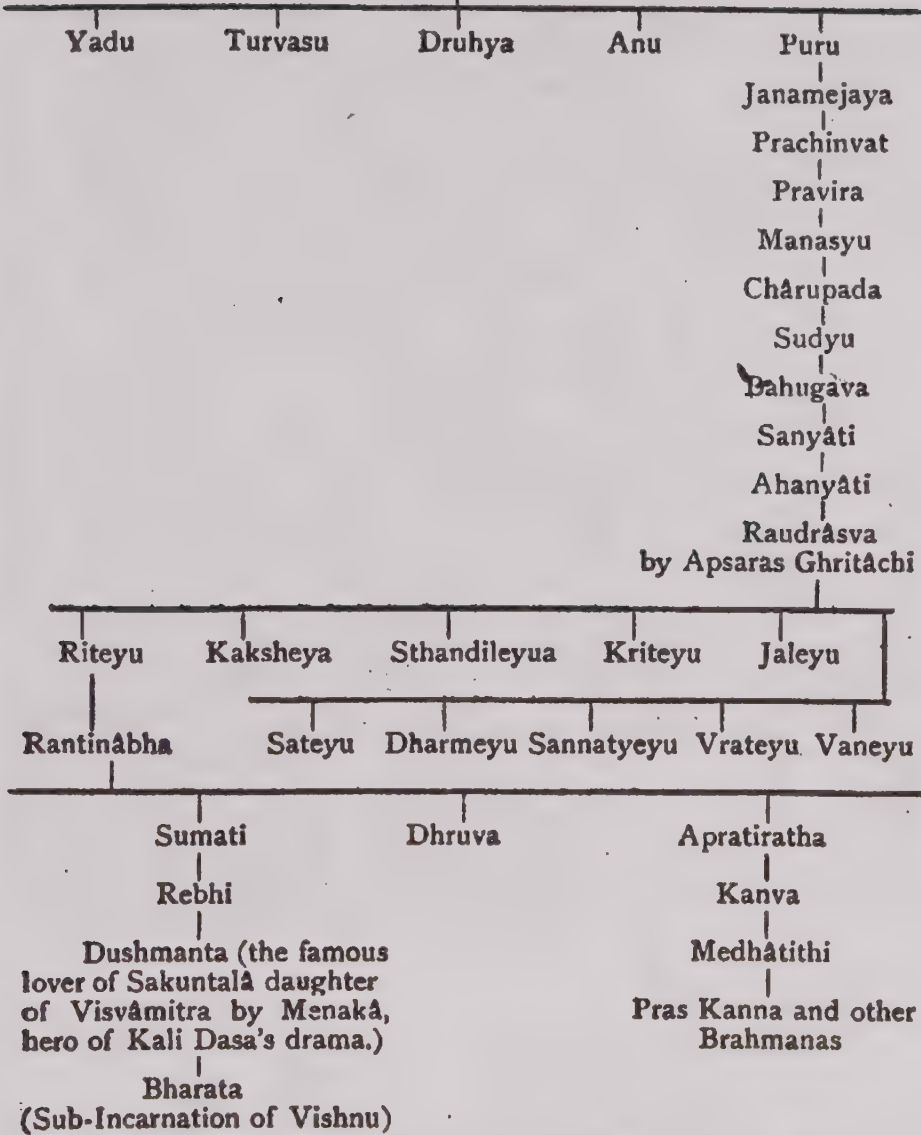 Yadu Turvasu Druhya Anu Puru
Janamejaya
Prachinvat
Pravira
Manasyu
Chârupada
Sudyu
Bahugava
Sanyâti
Ahanyâti
Raudrâsva
by Apsaras Ghritâchi
Riteyu Kaksheya Sthandileyua Kriteyu Jaleyu
Rantinâbha Sateyu Dharmeyu Sannatyeyu Vrateyu Vaneyu
Sumati Dhruva Apratiratha
Rebhi Kanva
Dushmanta (the famous Medhâtithi
lover of Sakuntalâ daughter
of Visvâmitra by Menakâ, Pras Kanna and other
hero of Kali Dasa's drama.) Brahmanas
Bharata
(Sub-Incarnation of Vishnu)